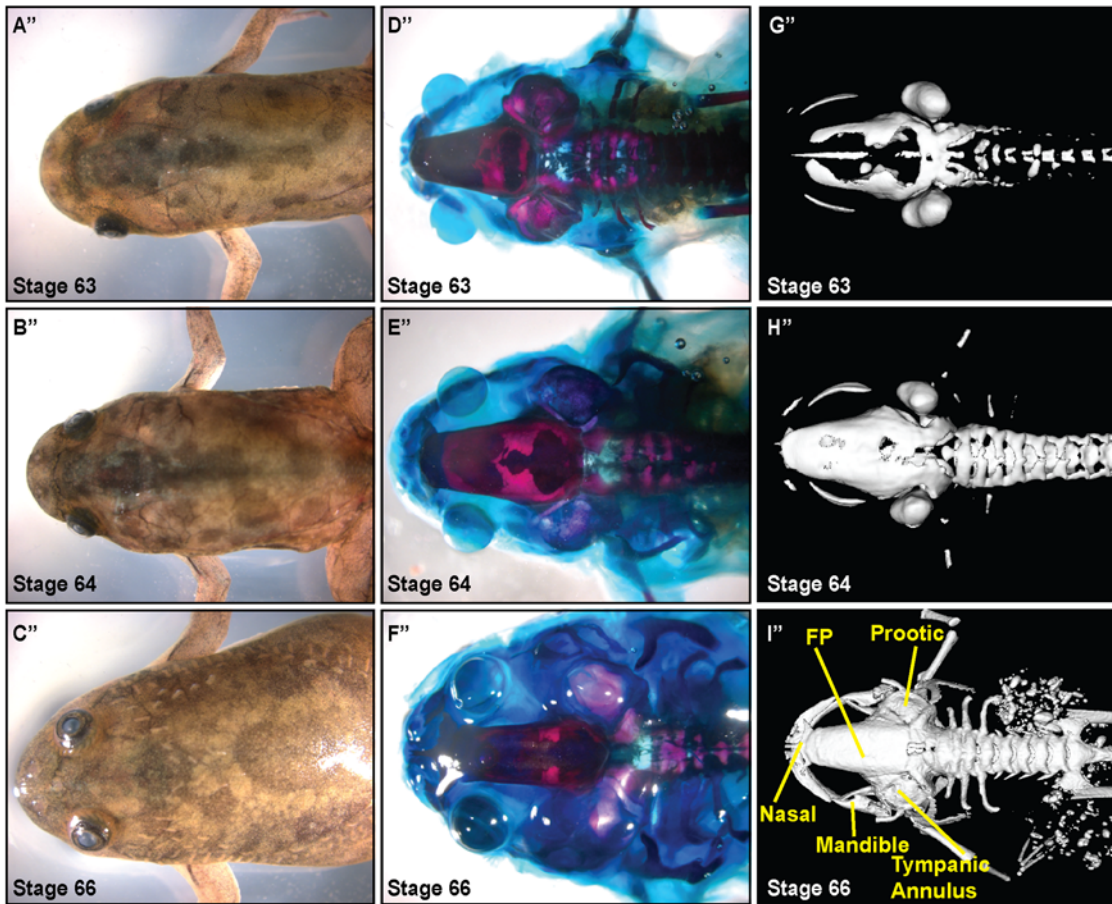 A”
Stage 63
D”
Stage 63
G”
Stage 63
B”
Stage 64
E”
Stage 64
H”
Stage 64
C”
Stage 66
F”
Stage 66
I”
FP
Prootic
Nasal
Mandible
Tympanic
Annulus
Stage 66